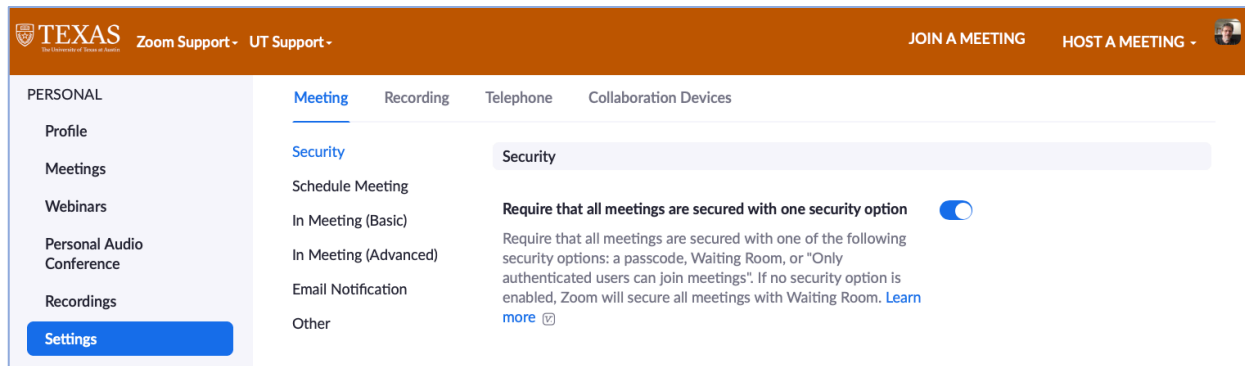 TEXAS
The University of Texas at Austin
Zoom Support
UT Support
JOIN A MEETING
HOST A MEETING
PERSONAL
Profile
Meetings
Webinars
Personal Audio
Conference
Recordings
Settings
Meeting
Recording
Telephone
Collaboration Devices
Security
Schedule Meeting
In Meeting (Basic)
In Meeting (Advanced)
Email Notification
Other
Security
Require that all meetings are secured with one security option
Require that all meetings are secured with one of the following
security options: a passcode, Waiting Room, or "Only
authenticated users can join meetings". If no security option is
enabled, Zoom will secure all meetings with Waiting Room. Learn
more